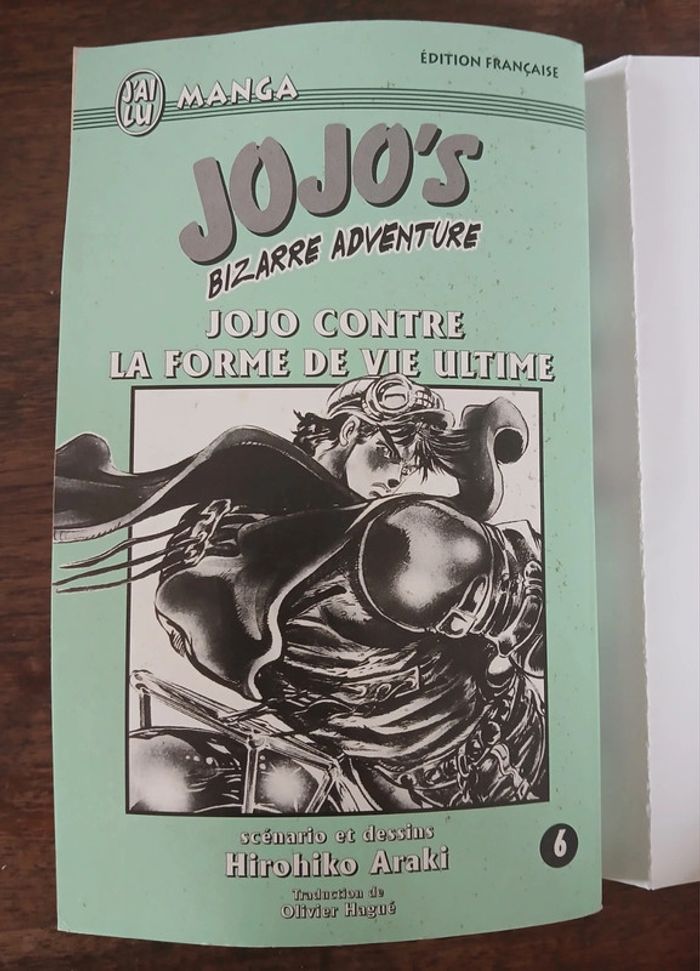 J'AI LU
MANGA
ÉDITION FRANÇAISE
JOJO'S
BIZARRE ADVENTURE
JOJO CONTRE
LA FORME DE VIE ULTIME
scénario et dessins
Hirohiko Araki
6
Traduction de
Olivier Hagué